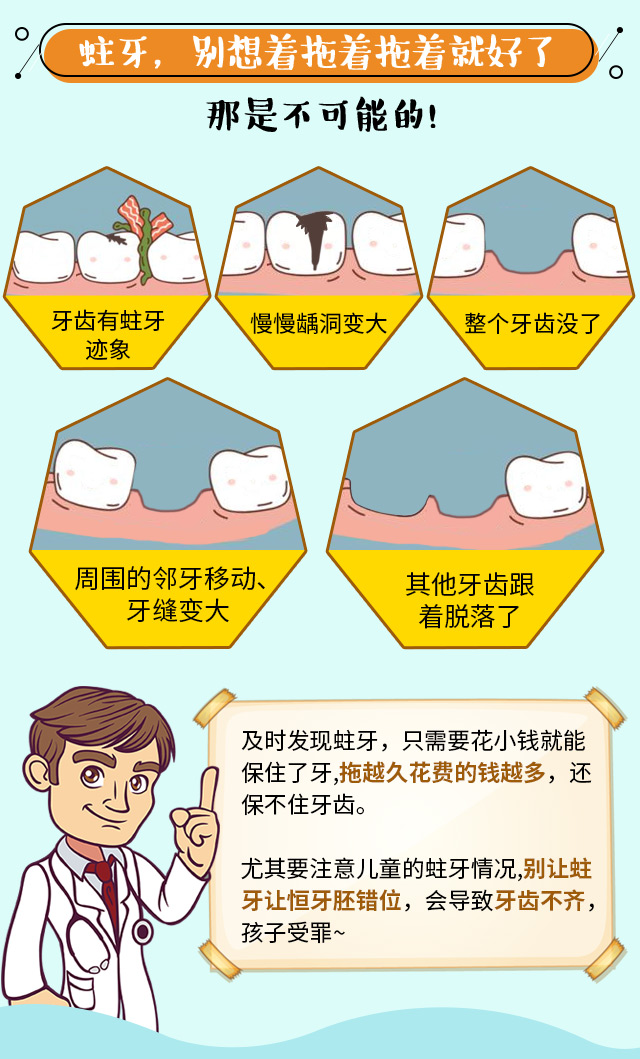 蛀牙，别想着拖着拖着就好了
那是不可能的!
牙齿有蛀牙
迹象
慢慢龋洞变大
整个牙齿没了
周围的邻牙移动、
牙缝变大
其他牙齿跟
着脱落了
及时发现蛀牙，只需要花小钱就能
保住了牙,拖越久花费的钱越多，还
保不住牙齿。
尤其要注意儿童的蛀牙情况,别让蛀
牙让恒牙胚错位，会导致牙齿不齐，
孩子受罪~